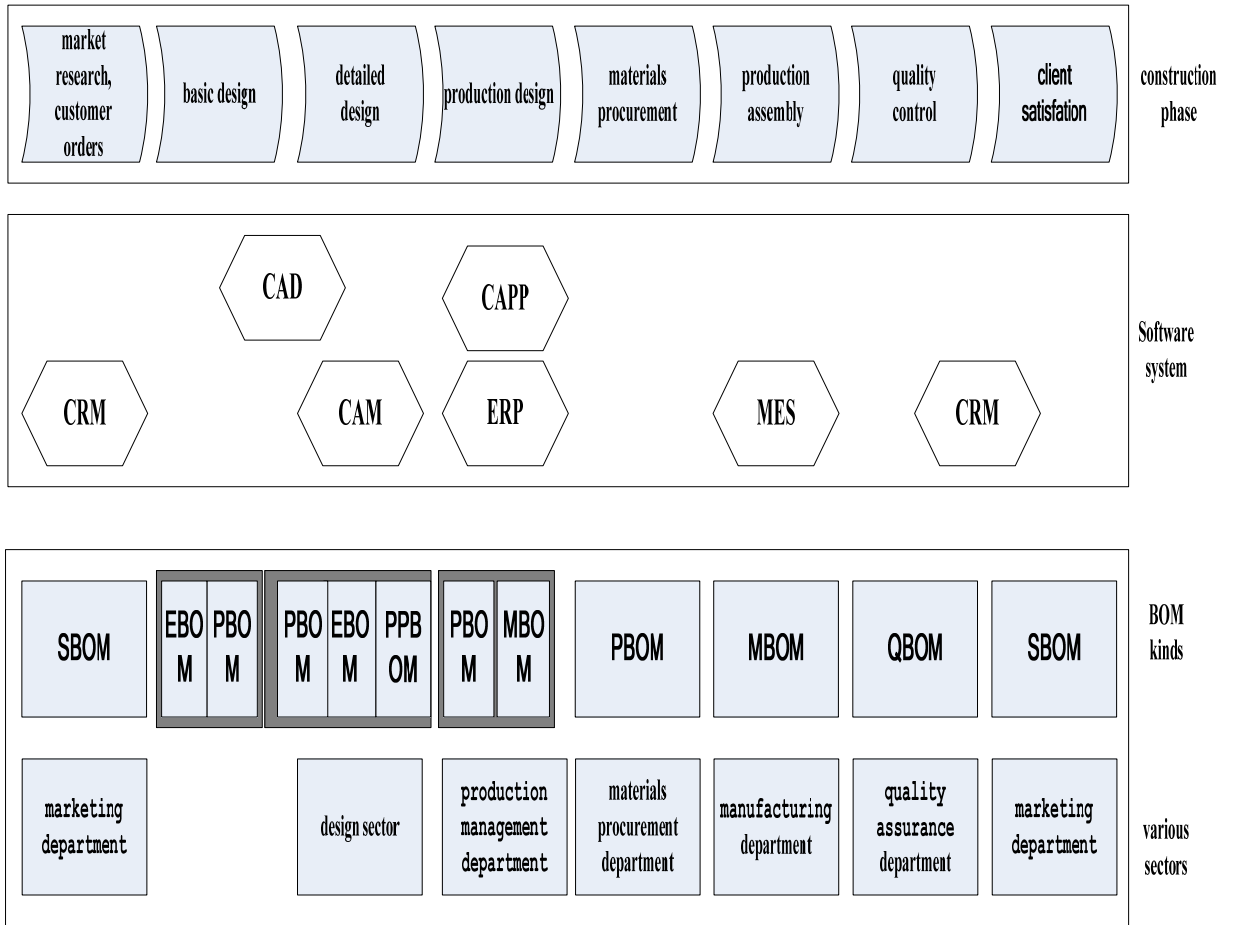 market
research,
customer
orders
basic design
detailed
design
production design
materials
procurement
production
assembly
quality
control
client
satisfation
construction
phase
CAD
CAPP
CRM
CAM
ERP
MES
CRM
Software
system
SBOM
EBO
M
PBO
M
PBO
M
EBO
M
PPB
OM
PBO
M
MBO
M
PBOM
MBOM
QBOM
SBOM
BOM
kinds
marketing
department
design sector
production
management
department
materials
procurement
department
manufacturing
department
quality
assurance
department
marketing
department
various
sectors